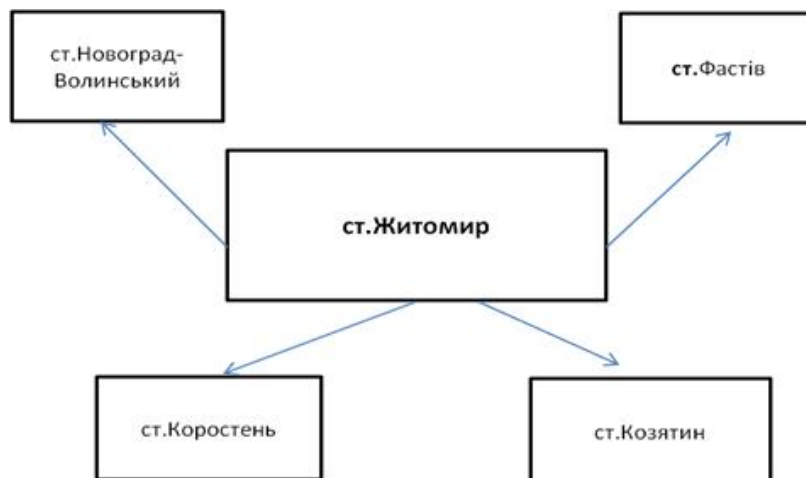 ст.Новоград-
Волинський
ст.Фастів
ст.Житомир
ст.Коростень
ст.Козятин